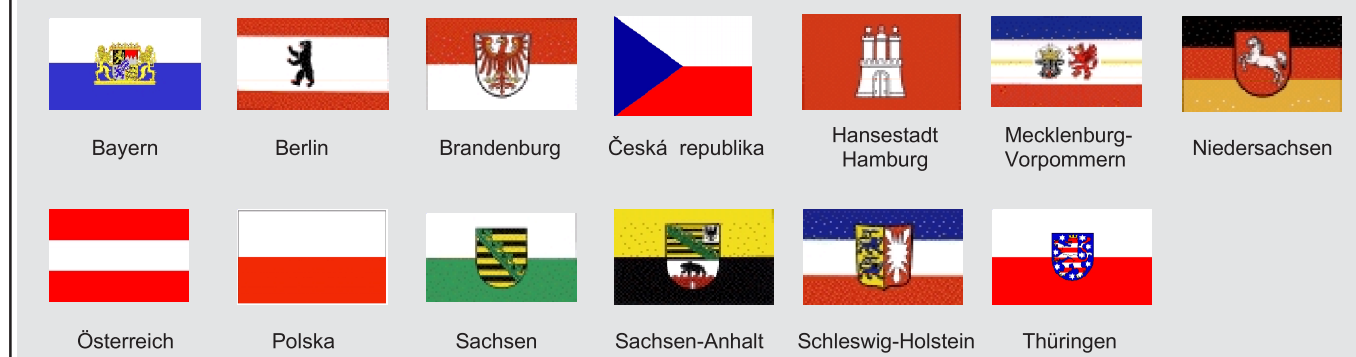 Bayern
Berlin
Brandenburg
Česká republika
Hansestadt
Hamburg
Mecklenburg-
Vorpommern
Niedersachsen
Österreich
Polska
Sachsen
Sachsen-Anhalt
Schleswig-Holstein
Thüringen